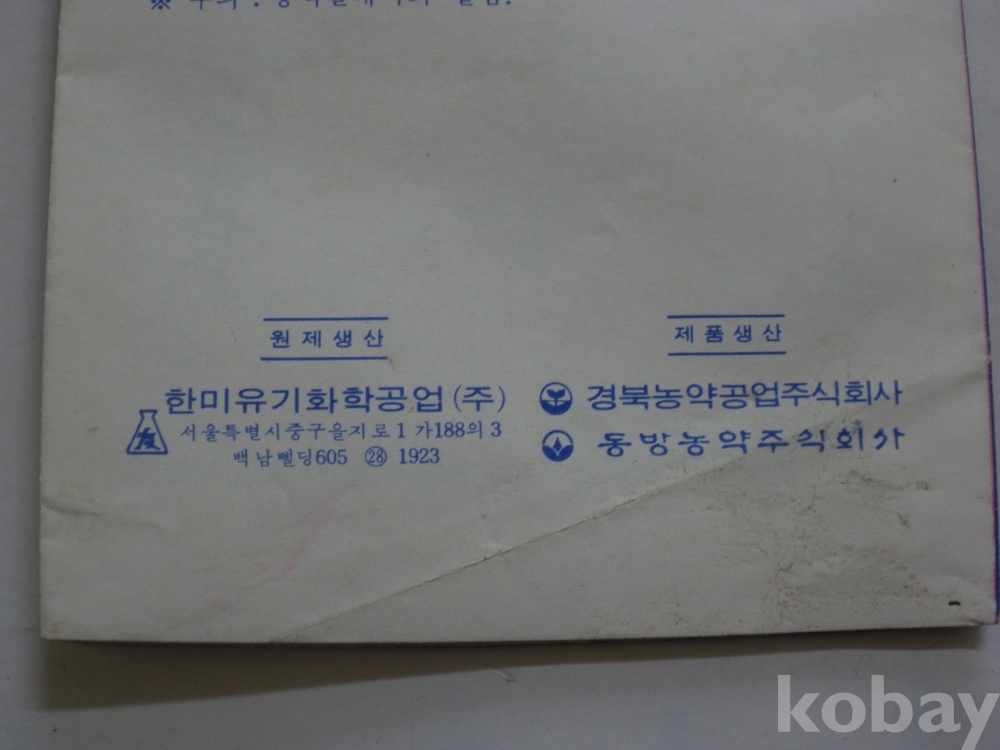 원제생산
한미유기화학공업(주)
서울특별시중구을지로1가188의3
백남삘딩605 ㉘ 1923
제품생산
경북농약공업주식회사
동방농약주식회사
kobay